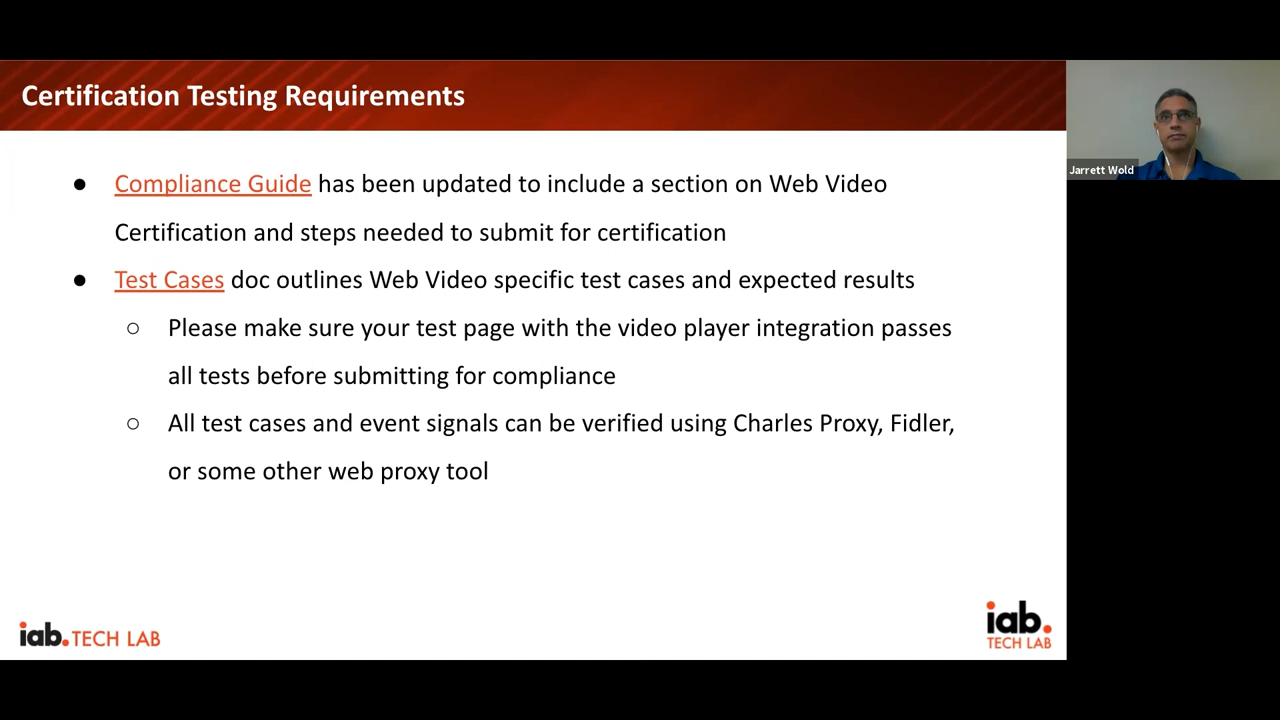 Certification Testing Requirements
Jarrett Wold
● Compliance Guide has been updated to include a section on Web Video
Certification and steps needed to submit for certification
● Test Cases doc outlines Web Video specific test cases and expected results
○ Please make sure your test page with the video player integration passes
all tests before submitting for compliance
○ All test cases and event signals can be verified using Charles Proxy, Fidler,
or some other web proxy tool
iab. TECH LAB
iab.
TECH LAB